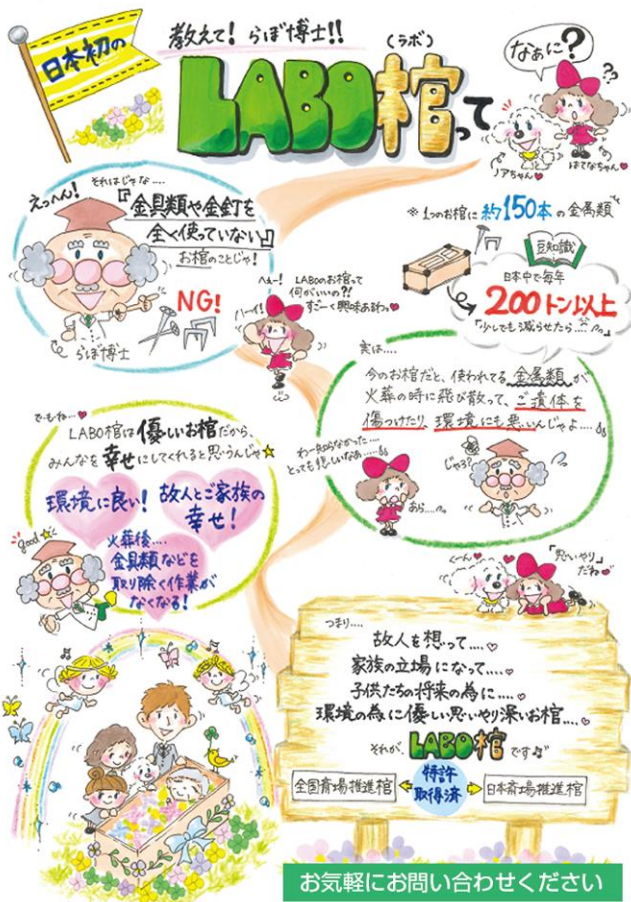 日本初の
教えて!らぼ博士!!
(ラボ)
LABO棺って
なぁに?
??
ノアちゃん♥
はてなちゃん♥
えっへん!
それはじゃな....
『金具類や金釘を
全く使っていない』
お棺のことじゃ!
NG!
らぼ博士
※1つのお棺に約150本の金属類
豆知識
日本中で毎年
200トン以上
「少しでも減らせたら....」
へぇー! LABOのお棺って
何がいいの?!
ハーイ! すごーく興味あるわっ♥
実は....
今のお棺だと、使われてる金属類が
火葬の時に飛び散って、ご遺体を
傷つけたり、環境にも悪いんじゃよ....
わー知らなかった....
とっても悲しいなぁ.....
じゃろ?
あら....
でもね...♥
LABO棺は優しいお棺だから、
みんなを幸せにしてくれると思うんじゃ★
環境に良い!
故人とご家族の
幸せ!
火葬後....
金具類などを
取り除く作業が
なくなる!
good★
くーん♥
「思いやり」
だね♥
つまり....
故人を想って....♡
家族の立場になって....♡
子供たちの将来の為に....♡
環境の為に優しい思いやり深いお棺....♡
それが、LABO棺です♪
全国斉場推進棺
特許
取得済
日本斉場推進棺
お気軽にお問い合わせください